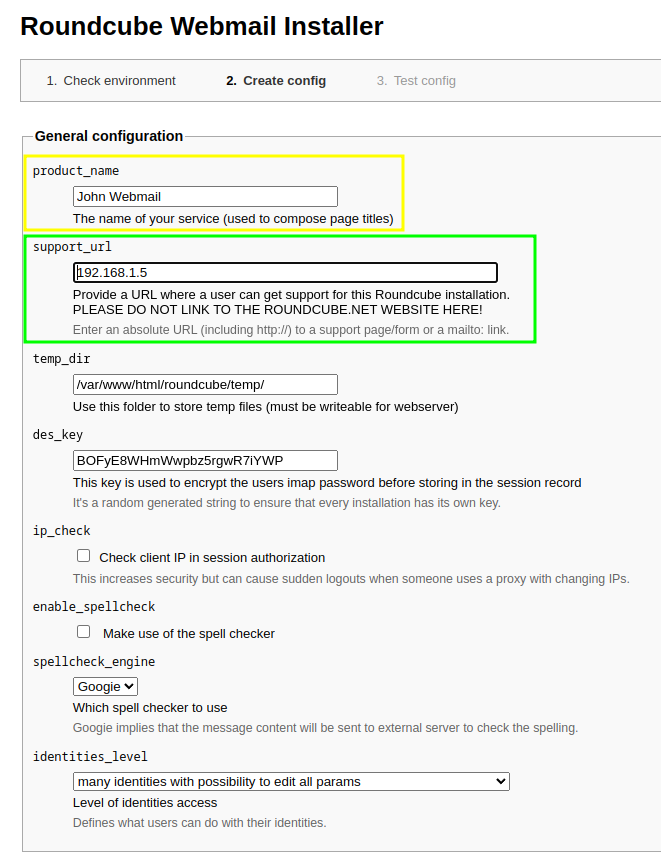 Roundcube Webmail Installer
1. Check environment 2. Create config 3. Test config
General configuration
product_name
John Webmail
The name of your service (used to compose page titles)
support_url
192.168.1.5
Provide a URL where a user can get support for this Roundcube installation.
PLEASE DO NOT LINK TO THE ROUNDCUBE.NET WEBSITE HERE!
Enter an absolute URL (including http://) to a support page/form or a mailto: link.
temp_dir
/var/www/html/roundcube/temp/
Use this folder to store temp files (must be writeable for webserver)
des_key
BOFyE8WHmWwpbz5rgwR7iYWP
This key is used to encrypt the users imap password before storing in the session record
It's a random generated string to ensure that every installation has its own key.
ip_check
Check client IP in session authorization
This increases security but can cause sudden logouts when someone uses a proxy with changing IPs.
enable_spellcheck
Make use of the spell checker
spellcheck_engine
Googie
Which spell checker to use
Googie implies that the message content will be sent to external server to check the spelling.
identities_level
many identities with possibility to edit all params
Level of identities access
Defines what users can do with their identities.